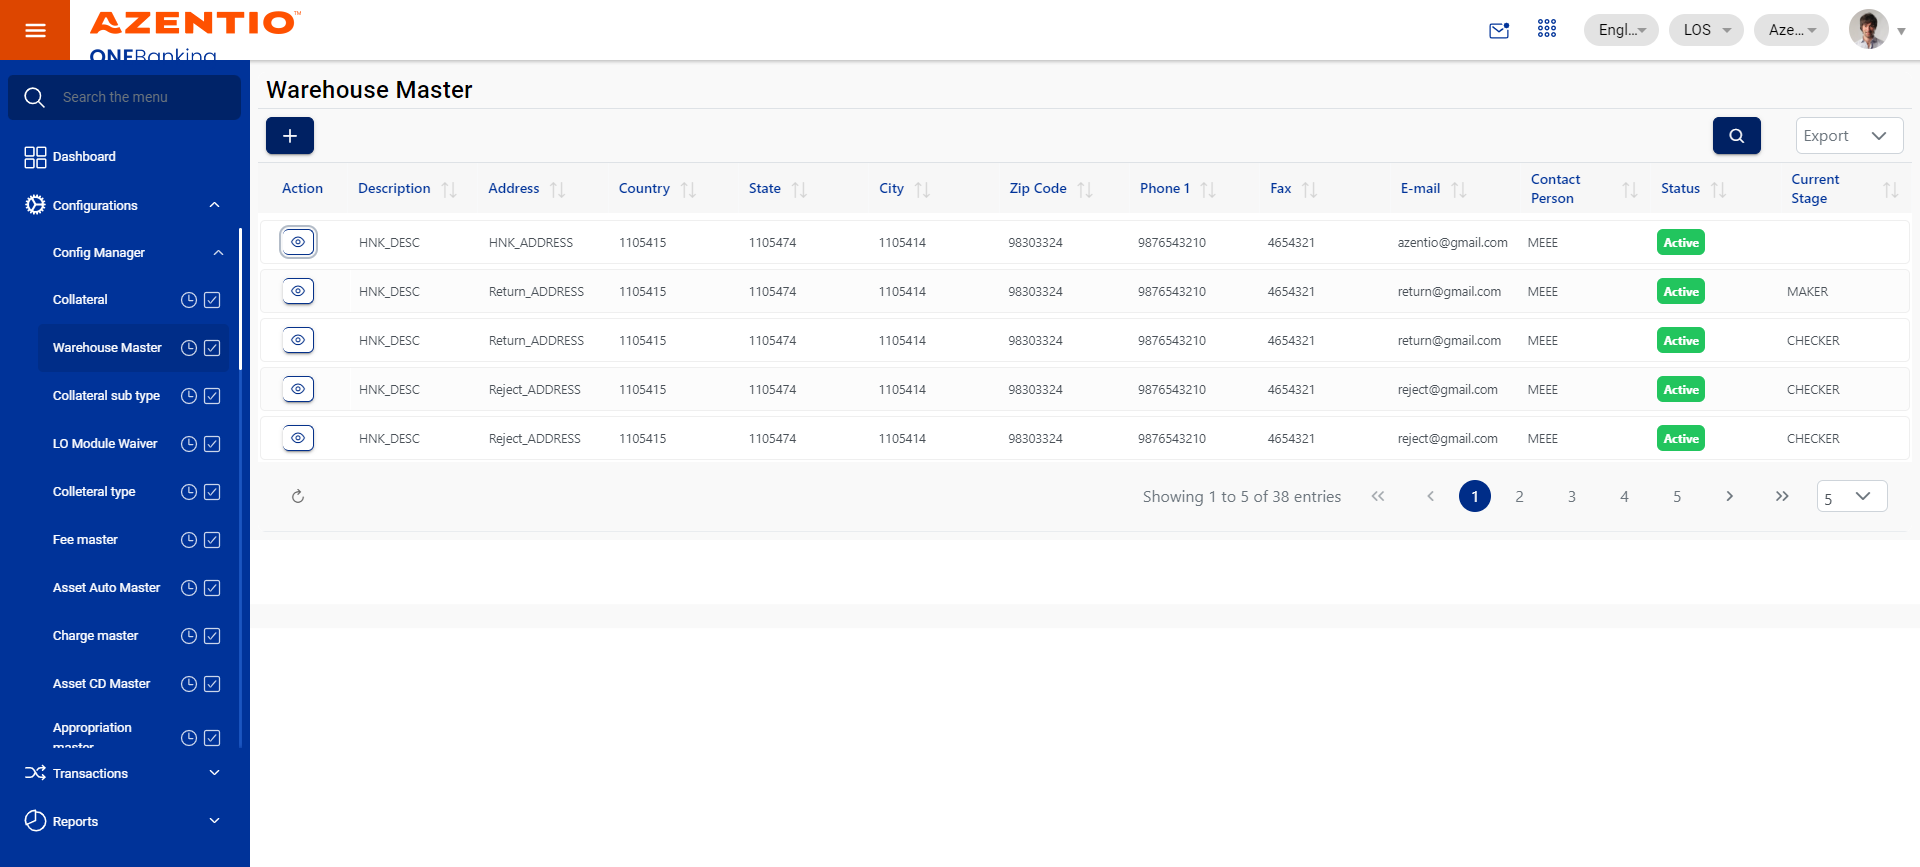 AZENTIO™
ONEBanking
Engl...
LOS
Aze...
Search the menu
Dashboard
Configurations
Config Manager
Collateral
Warehouse Master
Collateral sub type
LO Module Waiver
Colleteral type
Fee master
Asset Auto Master
Charge master
Asset CD Master
Appropriation
master
Transactions
Reports
Warehouse Master
+
Export
Action Description Address Country State City Zip Code Phone 1 Fax E-mail Contact Person Status Current Stage
HNK_DESC HNK_ADDRESS 1105415 1105474 1105414 98303324 9876543210 4654321 azentio@gmail.com MEEE Active
HNK_DESC Return_ADDRESS 1105415 1105474 1105414 98303324 9876543210 4654321 return@gmail.com MEEE Active MAKER
HNK_DESC Return_ADDRESS 1105415 1105474 1105414 98303324 9876543210 4654321 return@gmail.com MEEE Active CHECKER
HNK_DESC Reject_ADDRESS 1105415 1105474 1105414 98303324 9876543210 4654321 reject@gmail.com MEEE Active CHECKER
HNK_DESC Reject_ADDRESS 1105415 1105474 1105414 98303324 9876543210 4654321 reject@gmail.com MEEE Active CHECKER
Showing 1 to 5 of 38 entries « ‹ 1 2 3 4 5 › » 5